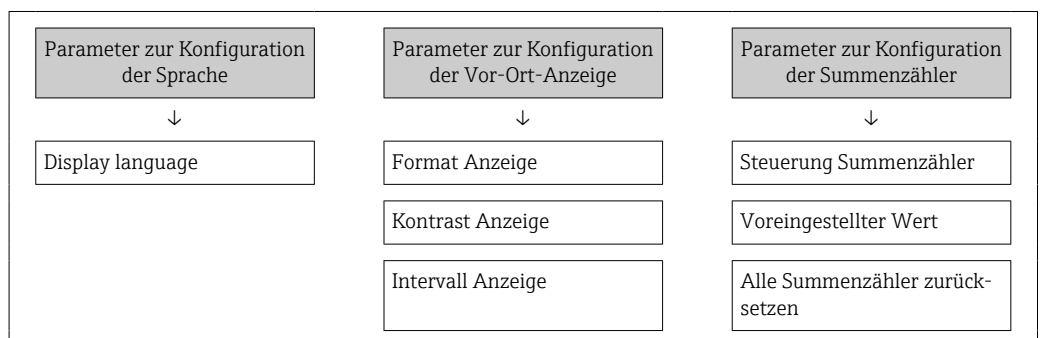 Parameter zur Konfiguration
der Sprache
↓
Display language
Parameter zur Konfiguration
der Vor-Ort-Anzeige
↓
Format Anzeige
Kontrast Anzeige
Intervall Anzeige
Parameter zur Konfiguration
der Summenzähler
↓
Steuerung Summenzähler
Voreingestellter Wert
Alle Summenzähler zurück-
setzen